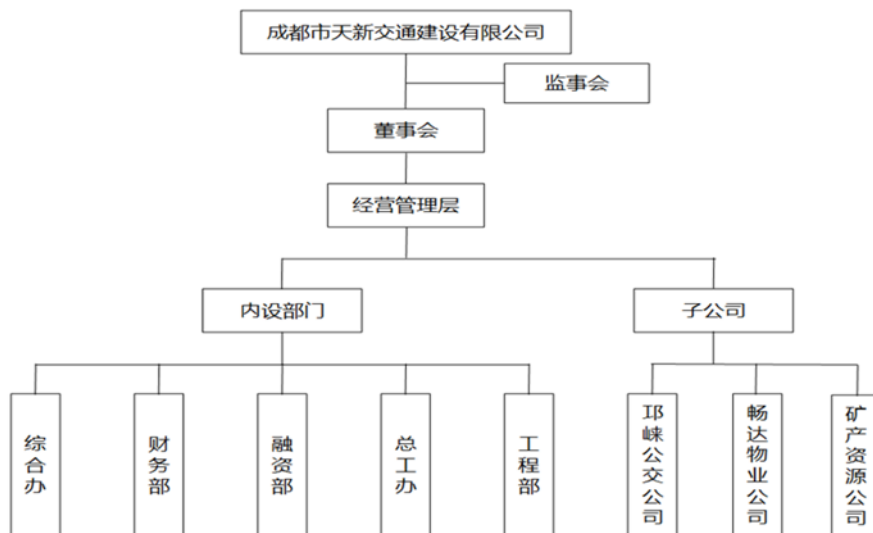 成都市天新交通建设有限公司
监事会
董事会
经营管理层
内设部门
子公司
综合办
财务部
融资部
总工办
工程部
邛崃公交公司
畅达物业公司
矿产资源公司